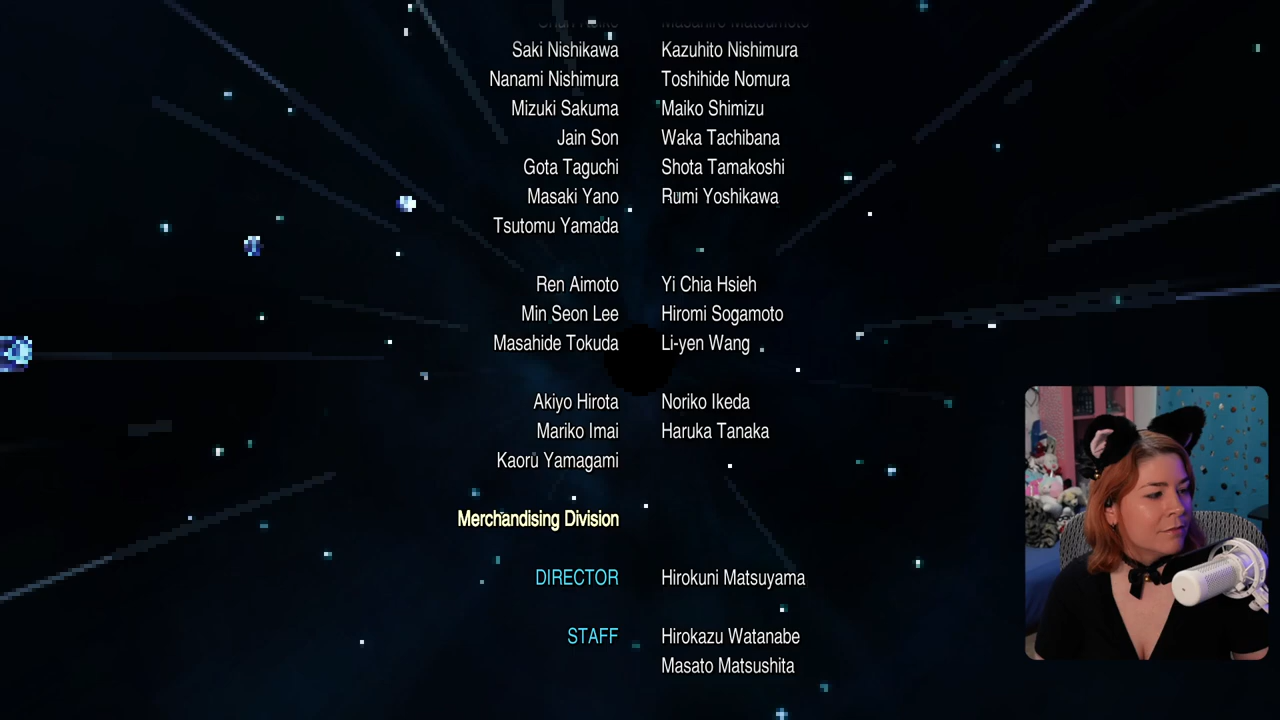 Masahiro Matsumoto
Saki Nishikawa Kazuhito Nishimura
Nanami Nishimura Toshihide Nomura
Mizuki Sakuma Maiko Shimizu
Jain Son Waka Tachibana
Gota Taguchi Shota Tamakoshi
Masaki Yano Rumi Yoshikawa
Tsutomu Yamada
Ren Aimoto Yi Chia Hsieh
Min Seon Lee Hiromi Sogamoto
Masahide Tokuda Li-yen Wang
Akiyo Hirota Noriko Ikeda
Mariko Imai Haruka Tanaka
Kaoru Yamagami
Merchandising Division
DIRECTOR Hirokuni Matsuyama
STAFF Hirokazu Watanabe
Masato Matsushita